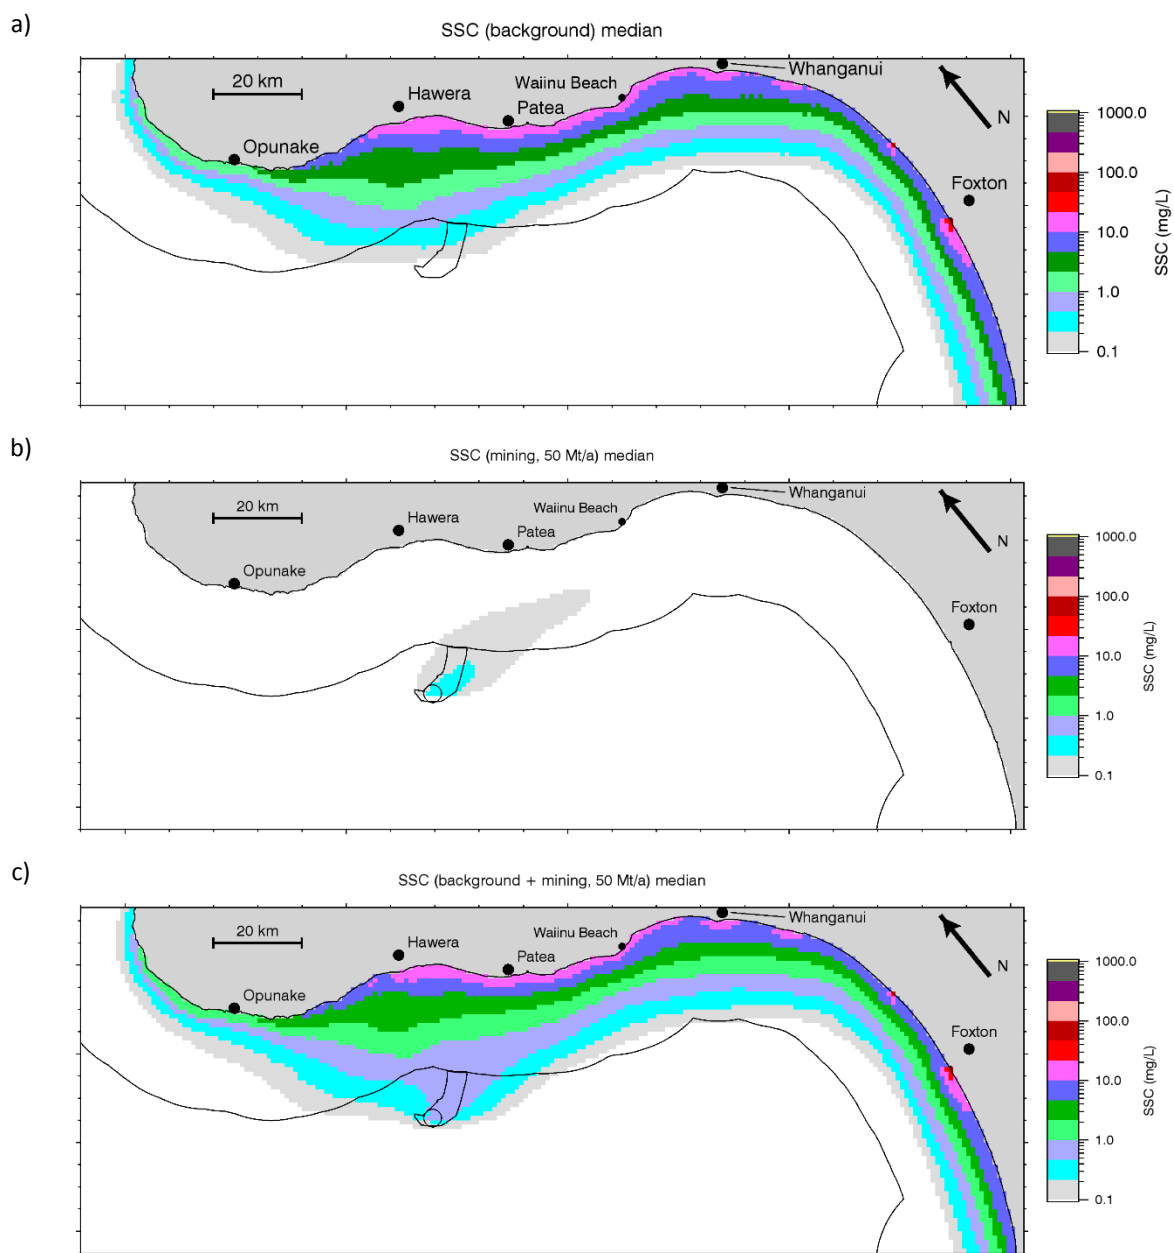 a)
SSC (background) median
20 km
Opunake
Hawera
Patea
Waiinu Beach
Whanganui
Foxton
N
1000.0
100.0
10.0
1.0
0.1
SSC (mg/L)
b)
SSC (mining, 50 Mt/a) median
20 km
Opunake
Hawera
Patea
Waiinu Beach
Whanganui
Foxton
N
1000.0
100.0
10.0
1.0
0.1
SSC (mg/L)
c)
SSC (background + mining, 50 Mt/a) median
20 km
Opunake
Hawera
Patea
Waiinu Beach
Whanganui
Foxton
N
1000.0
100.0
10.0
1.0
0.1
SSC (mg/L)